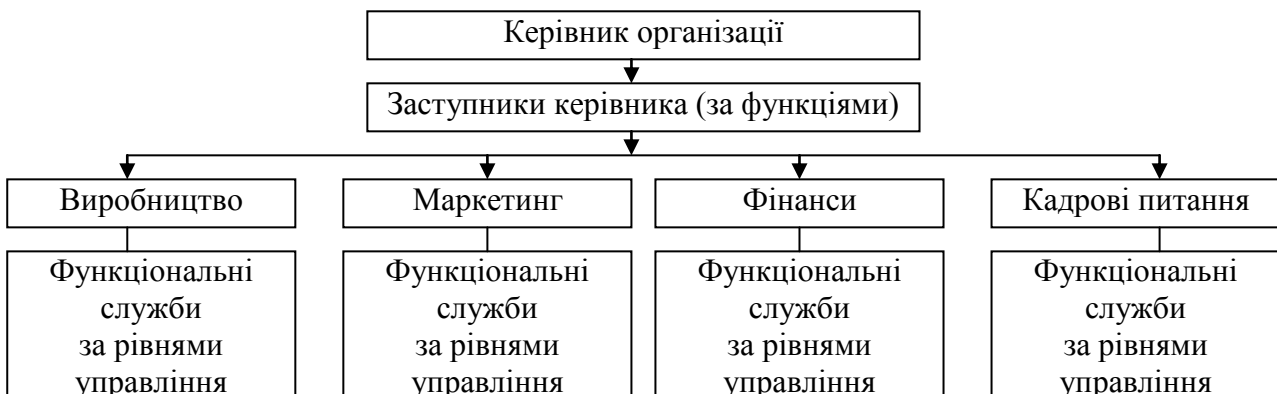 Керівник організації
Заступники керівника (за функціями)
Виробництво
Маркетинг
Фінанси
Кадрові питання
Функціональні
служби
за рівнями
управління
Функціональні
служби
за рівнями
управління
Функціональні
служби
за рівнями
управління
Функціональні
служби
за рівнями
управління